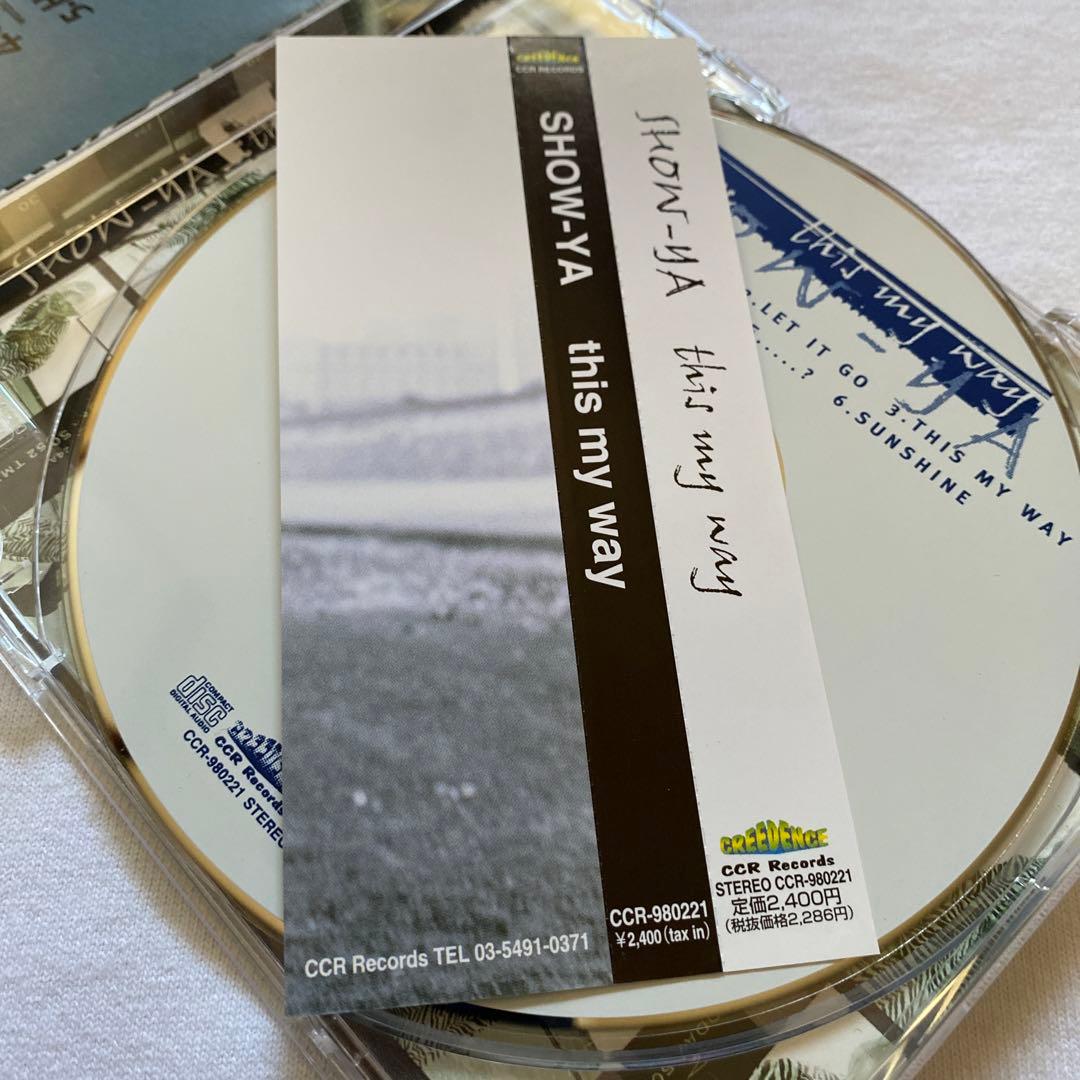 CREEDENCE
CCR RECORDS
SHOW-YA this my way
CCR-980221
¥2,400(tax in)
SHOW-YA this my way
CREEDENCE
CCR Records
STEREO CCR-980221
定価2,400円
(税抜価格2,286円)
CCR Records TEL 03-5491-0371
this my way
LET IT GO 3.THIS MY WAY
....? 6.SUNSHINE
COMPACT
disc
DIGITAL AUDIO
CCR Records
CCR-980221 STEREO
SHOW-YA